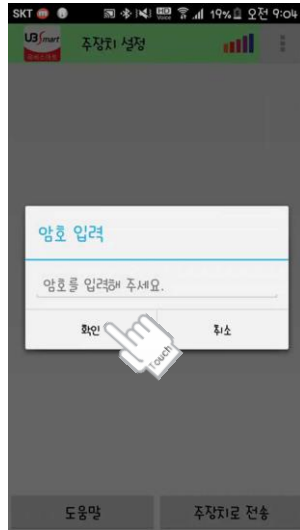 SKT 19% 오전 9:04
UBSmart 주장치 설정
암호 입력
암호를 입력해 주세요.
확인 취소
Touch
도움말 주장치로 전송